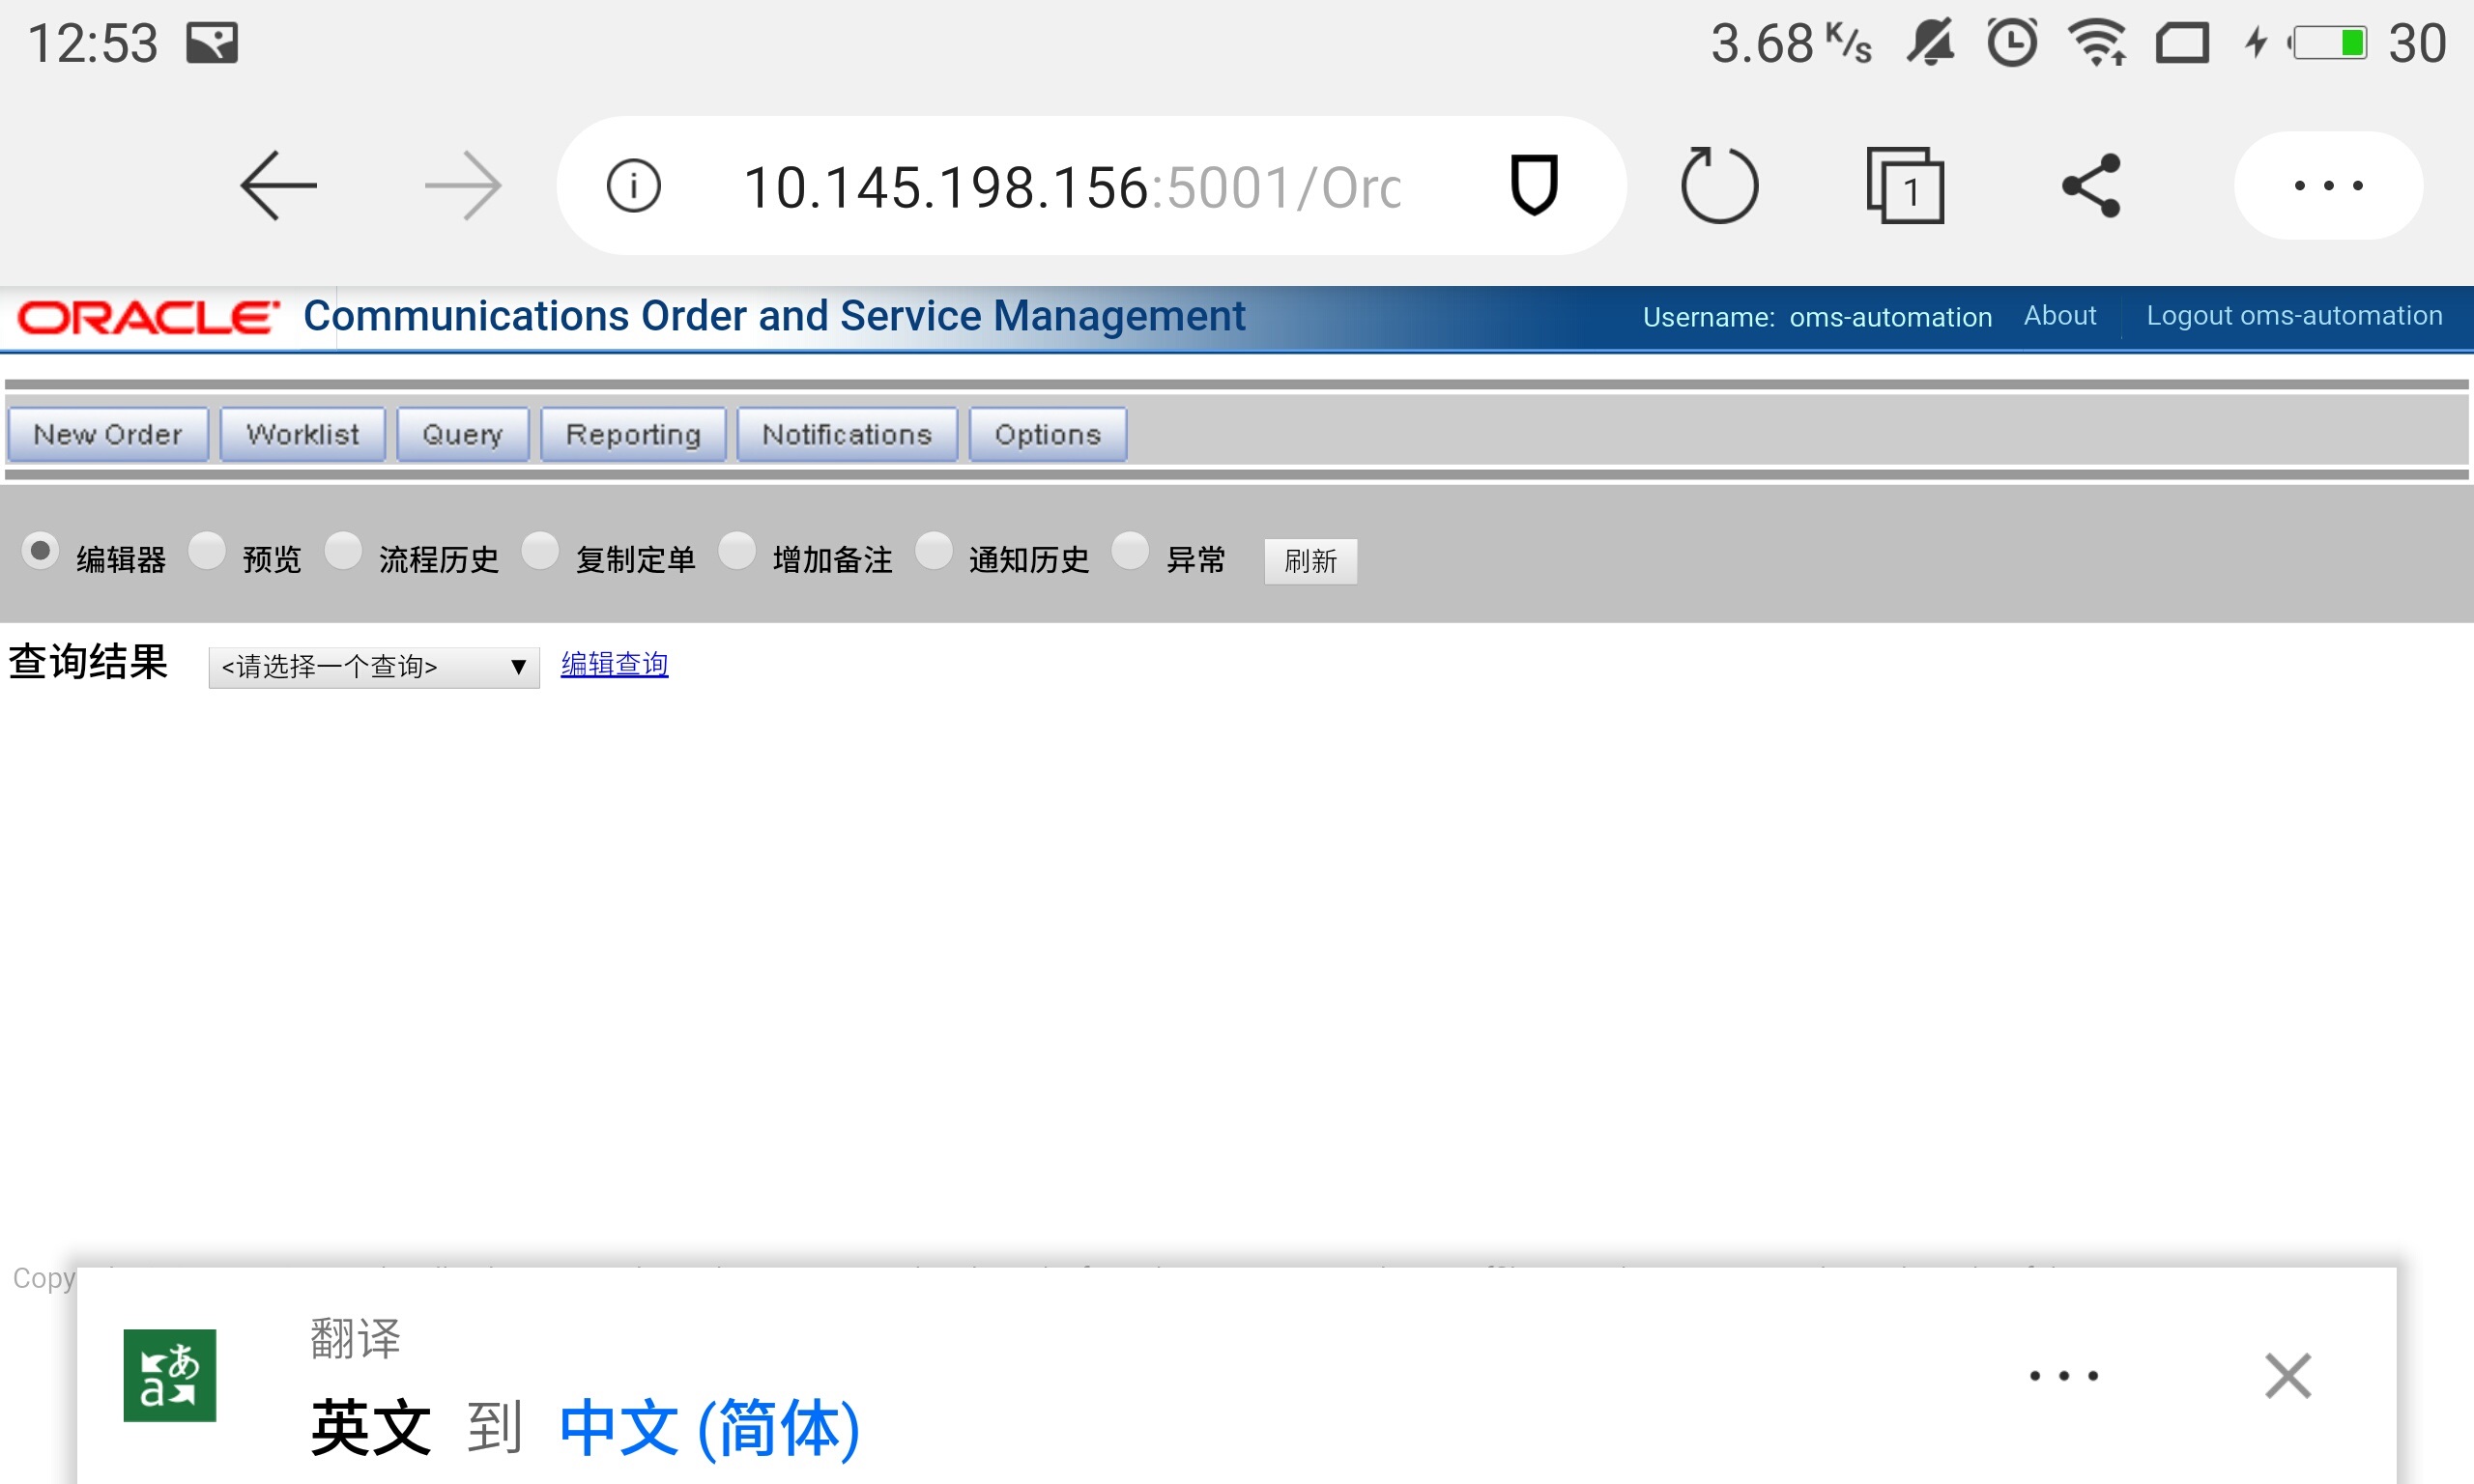 12:53 3.68 K/s 30
10.145.198.156:5001/Orc 1
ORACLE Communications Order and Service Management Username: oms-automation About Logout oms-automation
New Order Worklist Query Reporting Notifications Options
编辑器 预览 流程历史 复制定单 增加备注 通知历史 异常 刷新
查询结果 <请选择一个查询> 编辑查询
Copy
翻译
英文 到 中文 (简体)